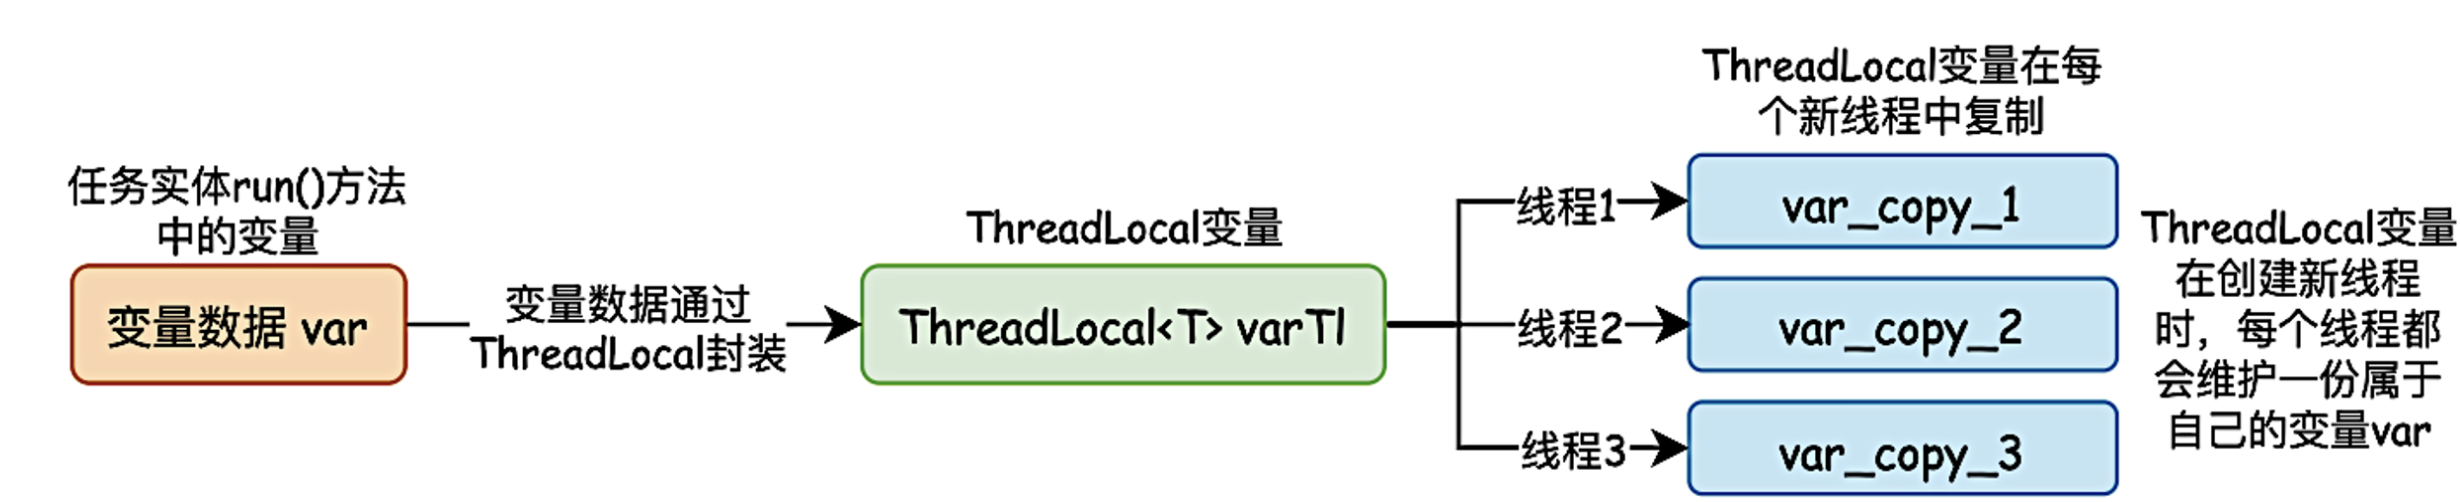 任务实体run()方法
中的变量
变量数据 var
变量数据通过
ThreadLocal封装
ThreadLocal变量
ThreadLocal<T> varTl
线程1
线程2
线程3
ThreadLocal变量在每
个新线程中复制
var_copy_1
var_copy_2
var_copy_3
ThreadLocal变量
在创建新线程
时，每个线程都
会维护一份属于
自己的变量var